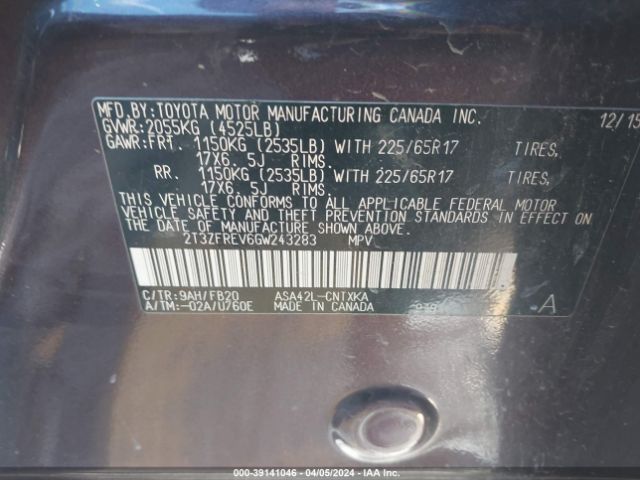 MFD.BY:TOYOTA MOTOR MANUFACTURING CANADA INC. 12/15
GVWR:2055KG (4525LB)
GAWR:FRT. 1150KG (2535LB) WITH 225/65R17 TIRES,
17X6.5J RIMS.
RR. 1150KG (2535LB) WITH 225/65R17 TIRES,
17X6.5J RIMS.
THIS VEHICLE CONFORMS TO ALL APPLICABLE FEDERAL MOTOR
VEHICLE SAFETY AND THEFT PREVENTION STANDARDS IN EFFECT ON
THE DATE OF MANUFACTURE SHOWN ABOVE.
2T3ZFREV6GW243283 MPV
C/TR:9AH/FB20 ASA42L-CNTXKA
A/TM:-02A/U760E MADE IN CANADA
A
000-39141046 - 04/05/2024 - IAA Inc.